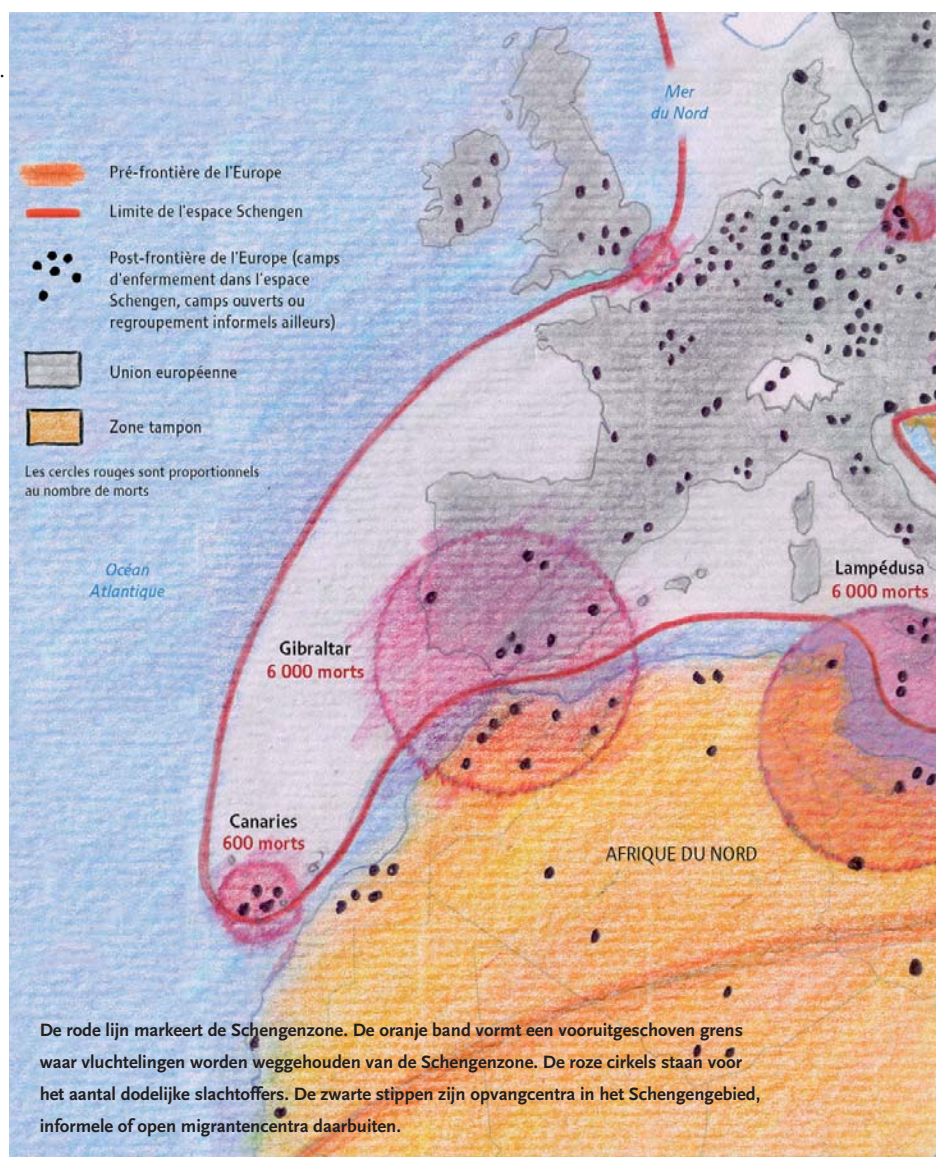 .
Mer
du Nord
Pré-frontière de l'Europe
Limite de l'espace Schengen
Post-frontière de l'Europe (camps
d'enfermement dans l'espace
Schengen, camps ouverts ou
regroupement informels ailleurs)
Union européenne
Zone tampon
Les cercles rouges sont proportionnels
au nombre de morts
Océan
Atlantique
Lampédusa
6 000 morts
Gibraltar
6 000 morts
Canaries
600 morts
AFRIQUE DU NORD
De rode lijn markeert de Schengenzone. De oranje band vormt een vooruitgeschoven grens
waar vluchtelingen worden weggehouden van de Schengenzone. De roze cirkels staan voor
het aantal dodelijke slachtoffers. De zwarte stippen zijn opvangcentra in het Schengengebied,
informele of open migrantencentra daarbuiten.